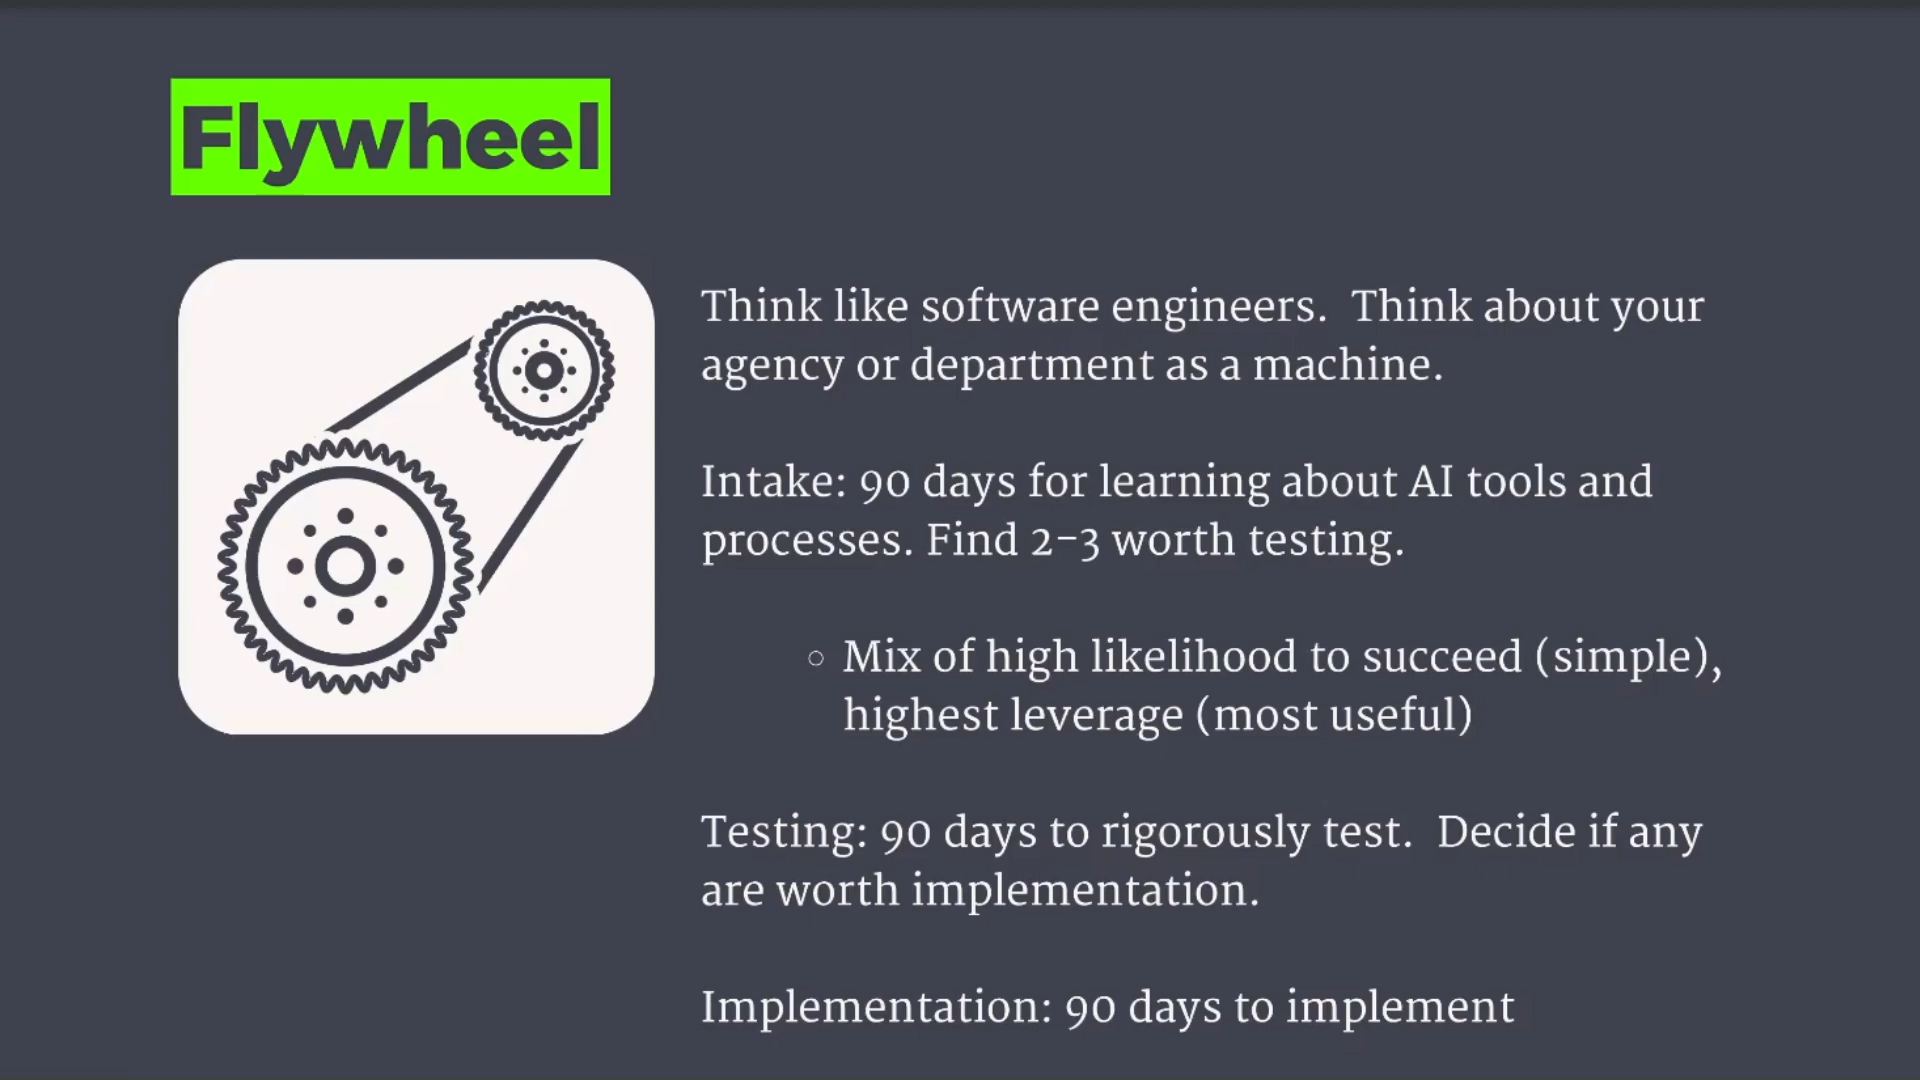 Flywheel
Think like software engineers.  Think about your
agency or department as a machine.
Intake: 90 days for learning about AI tools and
processes. Find 2-3 worth testing.
◦ Mix of high likelihood to succeed (simple),
highest leverage (most useful)
Testing: 90 days to rigorously test.  Decide if any
are worth implementation.
Implementation: 90 days to implement